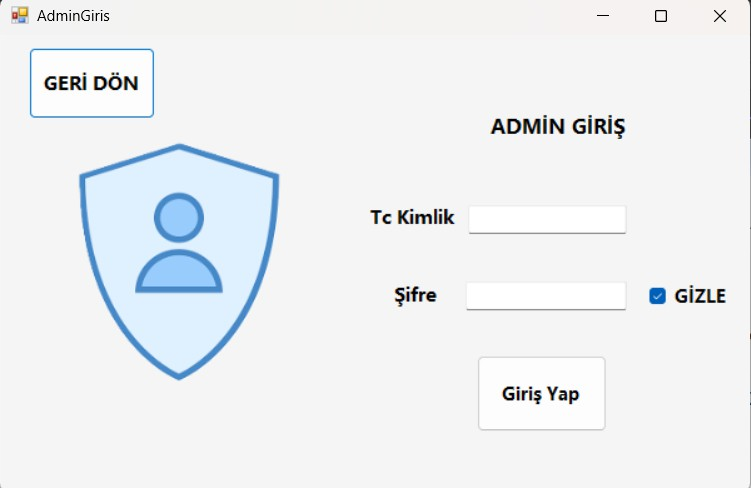 AdminGiris
GERİ DÖN
ADMİN GİRİŞ
Tc Kimlik
Şifre
GİZLE
Giriş Yap